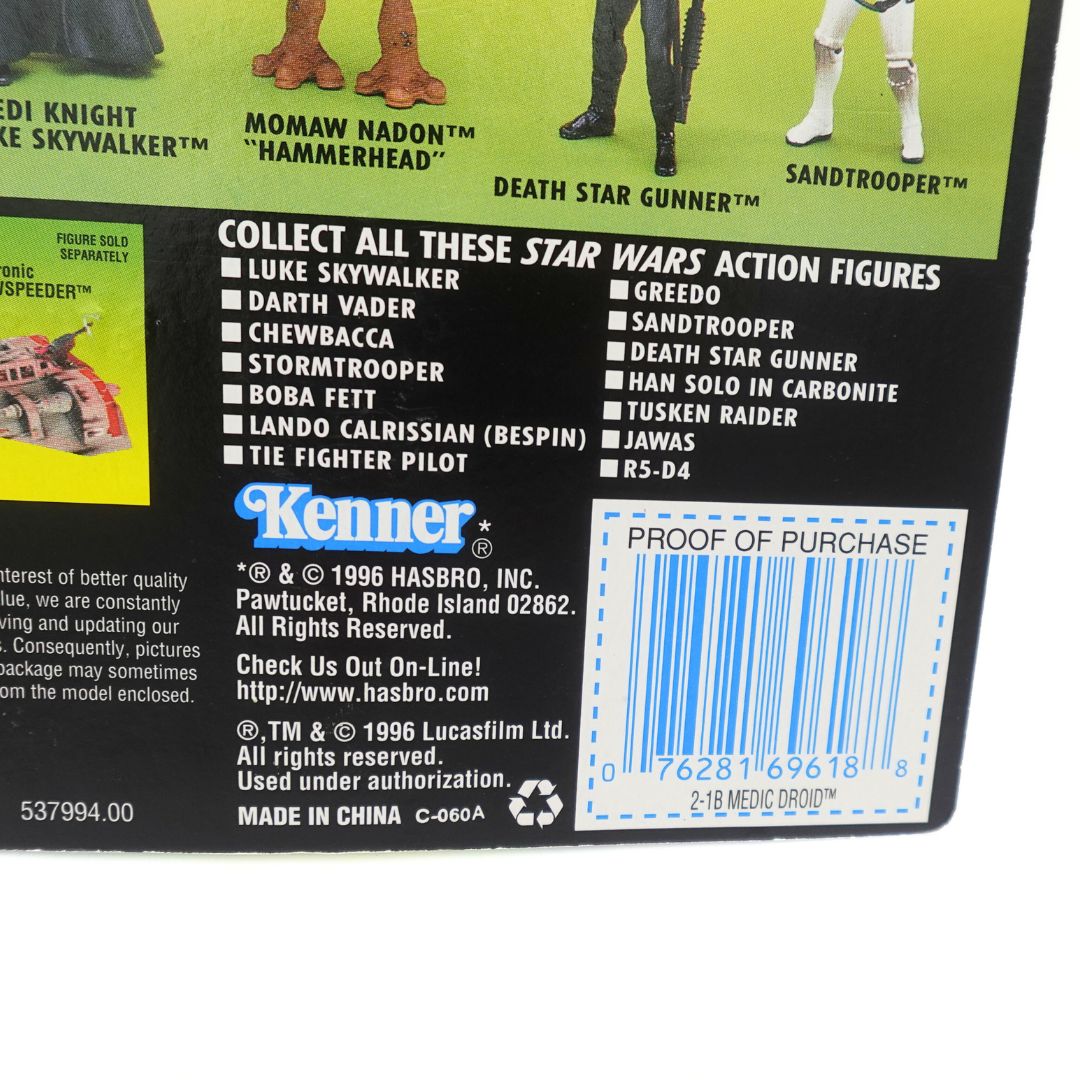 EDI KNIGHT
KE SKYWALKER™
MOMAW NADON™
"HAMMERHEAD"
DEATH STAR GUNNER™
SANDTROOPER™
FIGURE SOLD
SEPARATELY
ronic
WSPEEDER™
COLLECT ALL THESE STAR WARS ACTION FIGURES
LUKE SKYWALKER
DARTH VADER
CHEWBACCA
STORMTROOPER
BOBA FETT
LANDO CALRISSIAN (BESPIN)
TIE FIGHTER PILOT
GREEDO
SANDTROOPER
DEATH STAR GUNNER
HAN SOLO IN CARBONITE
TUSKEN RAIDER
JAWAS
R5-D4
nterest of better quality
lue, we are constantly
ving and updating our
s. Consequently, pictures
package may sometimes
om the model enclosed.
537994.00
Kenner*®
*® & © 1996 HASBRO, INC.
Pawtucket, Rhode Island 02862.
All Rights Reserved.
Check Us Out On-Line!
http://www.hasbro.com
®,TM & © 1996 Lucasfilm Ltd.
All rights reserved.
Used under authorization.
MADE IN CHINA C-060A
PROOF OF PURCHASE
0 76281 69618 8
2-1B MEDIC DROID™